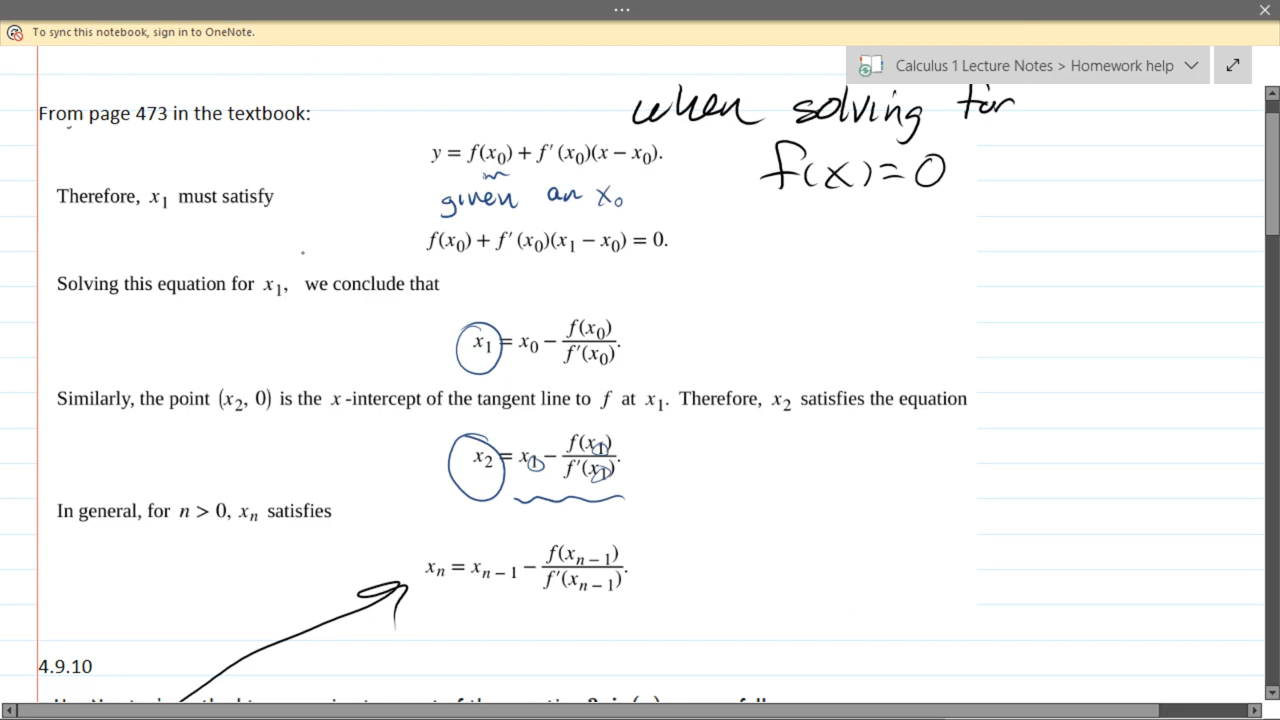 To sync this notebook, sign in to OneNote.
Calculus 1 Lecture Notes > Homework help
when solving for
From page 473 in the textbook:
y = f(x₀) + f′(x₀)(x − x₀).
f(x)=0
Therefore, x₁ must satisfy
given an x₀
f(x₀) + f′(x₀)(x₁ − x₀) = 0.
Solving this equation for x₁, we conclude that
x₁ = x₀ − f(x₀)/f′(x₀).
Similarly, the point (x₂, 0) is the x-intercept of the tangent line to f at x₁. Therefore, x₂ satisfies the equation
x₂ = x₁ − f(x₁)/f′(x₁).
In general, for n > 0, xₙ satisfies
xₙ = xₙ₋₁ − f(xₙ₋₁)/f′(xₙ₋₁).
4.9.10